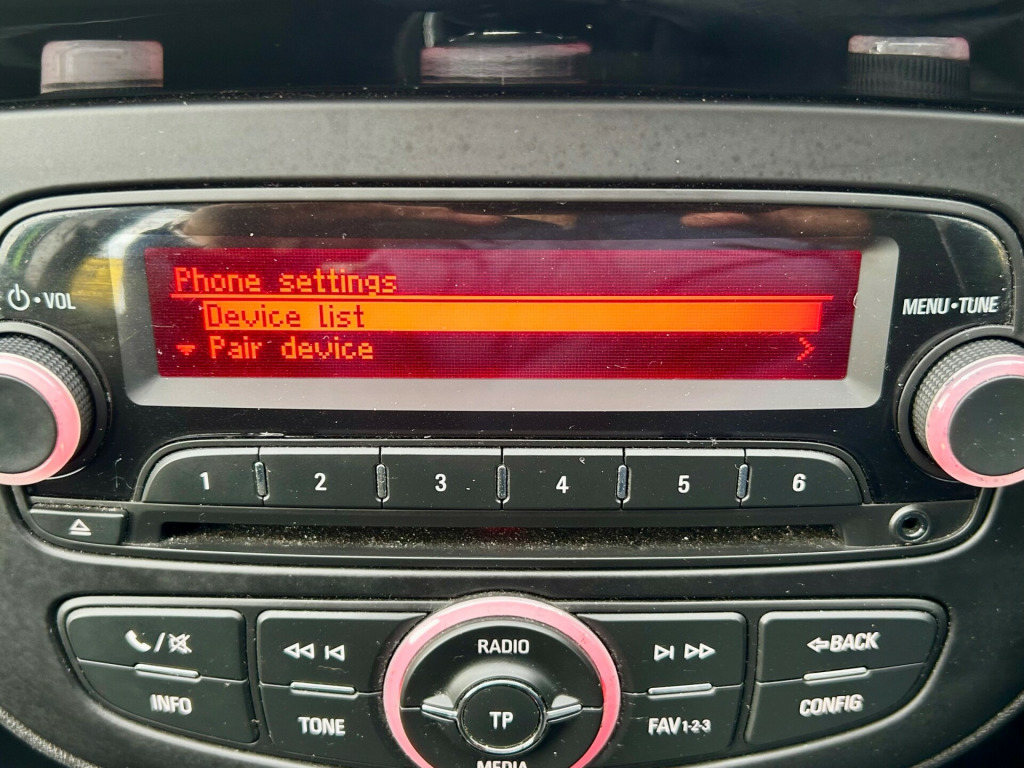 VOL
MENU•TUNE
Phone settings
Device list
Pair device
1 2 3 4 5 6
RADIO
BACK
INFO
TONE
TP
FAV1-2-3
CONFIG
MEDIA